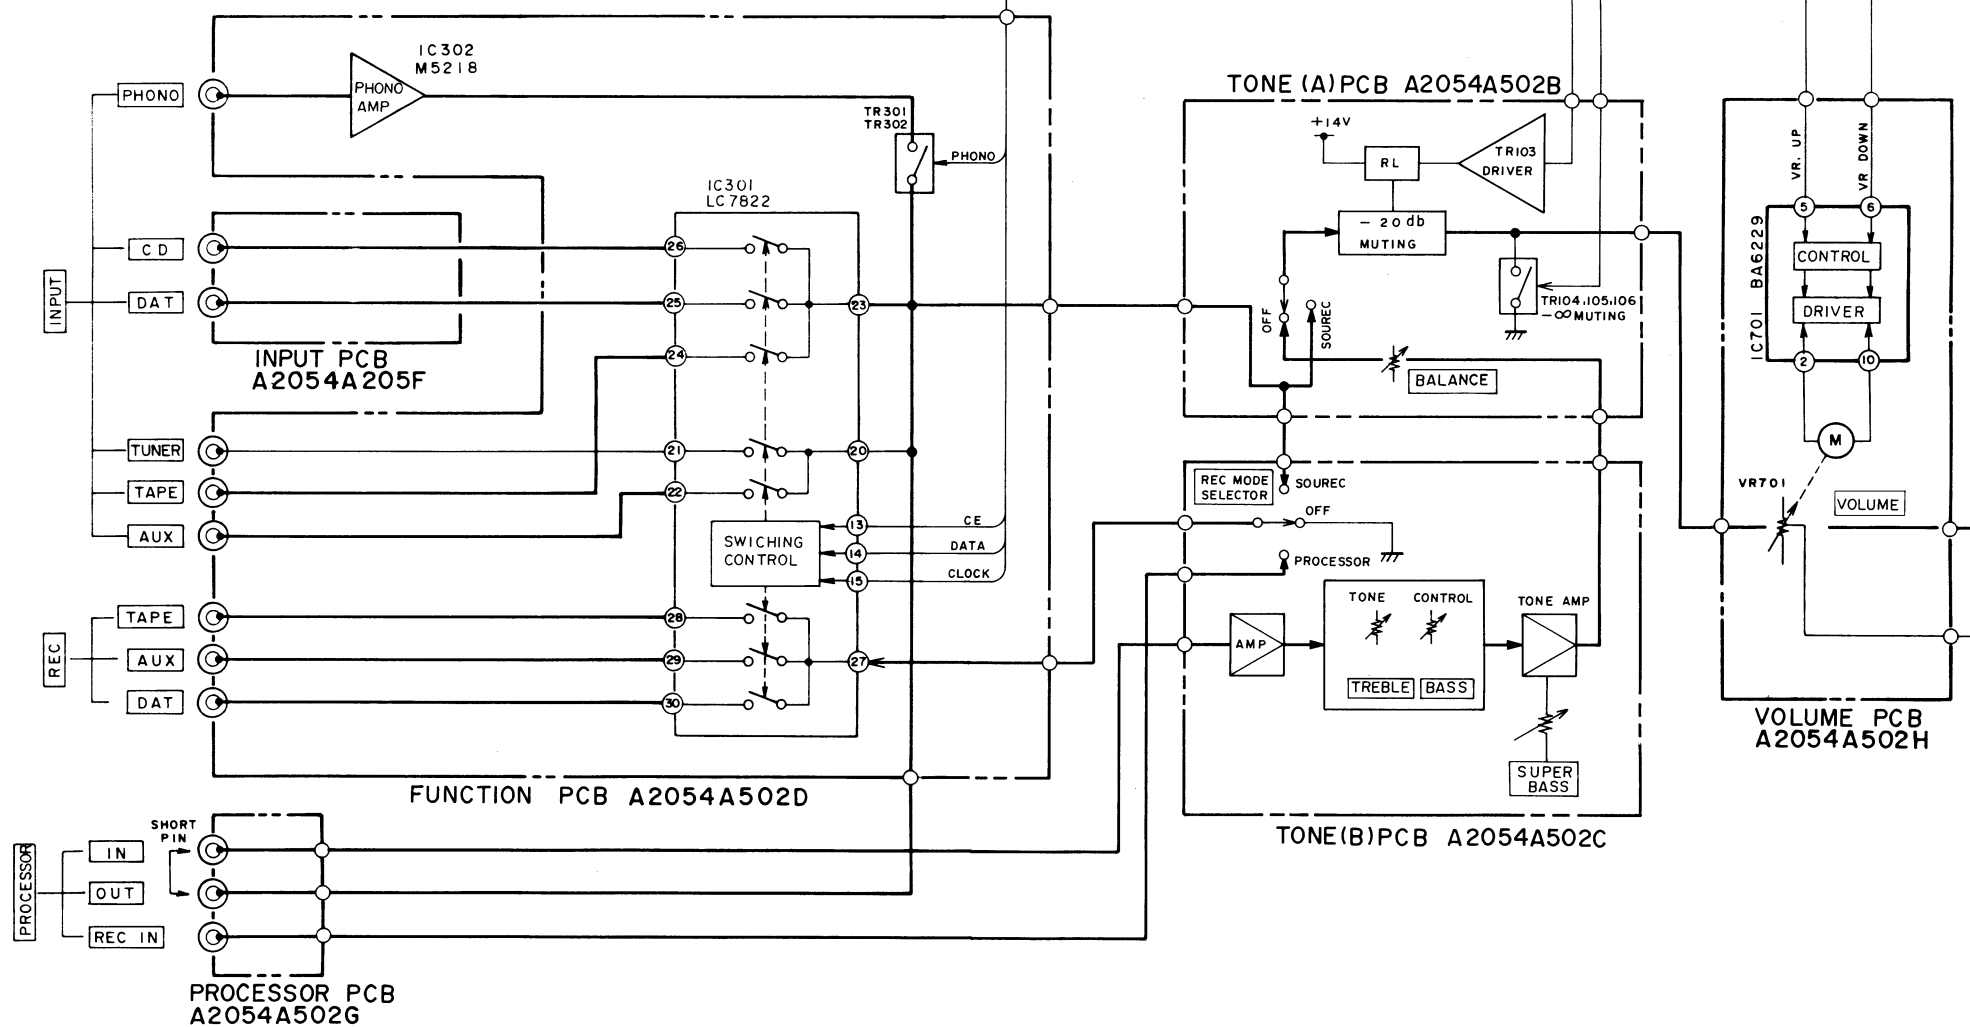 IC302
M5218
PHONO
PHONO
AMP
TR301
TR302
PHONO
IC301
LC7822
INPUT
CD
DAT
26
25
24
23
INPUT PCB
A2054A205F
TUNER
TAPE
AUX
21
22
20
SWICHING
CONTROL
13
14
15
CE
DATA
CLOCK
REC
TAPE
AUX
DAT
28
29
30
27
FUNCTION PCB A2054A502D
PROCESSOR
SHORT
PIN
IN
OUT
REC IN
PROCESSOR PCB
A2054A502G
TONE (A) PCB A2054A502B
+14V
RL
TR103
DRIVER
-20db
MUTING
TR104,105,106
-∞ MUTING
OFF
SOUREC
BALANCE
REC MODE
SELECTOR
SOUREC
OFF
PROCESSOR
AMP
TONE CONTROL
TREBLE BASS
TONE AMP
SUPER
BASS
TONE(B) PCB A2054A502C
VR. UP
VR DOWN
5
6
IC701 BA6229
CONTROL
DRIVER
2
10
M
VR701
VOLUME
VOLUME PCB
A2054A502H